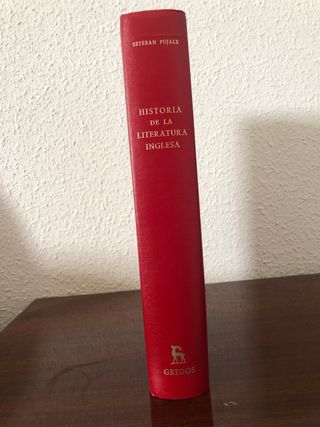 ESTEBAN PUJALS
HISTORIA
DE LA
LITERATURA
INGLESA
GREDOS